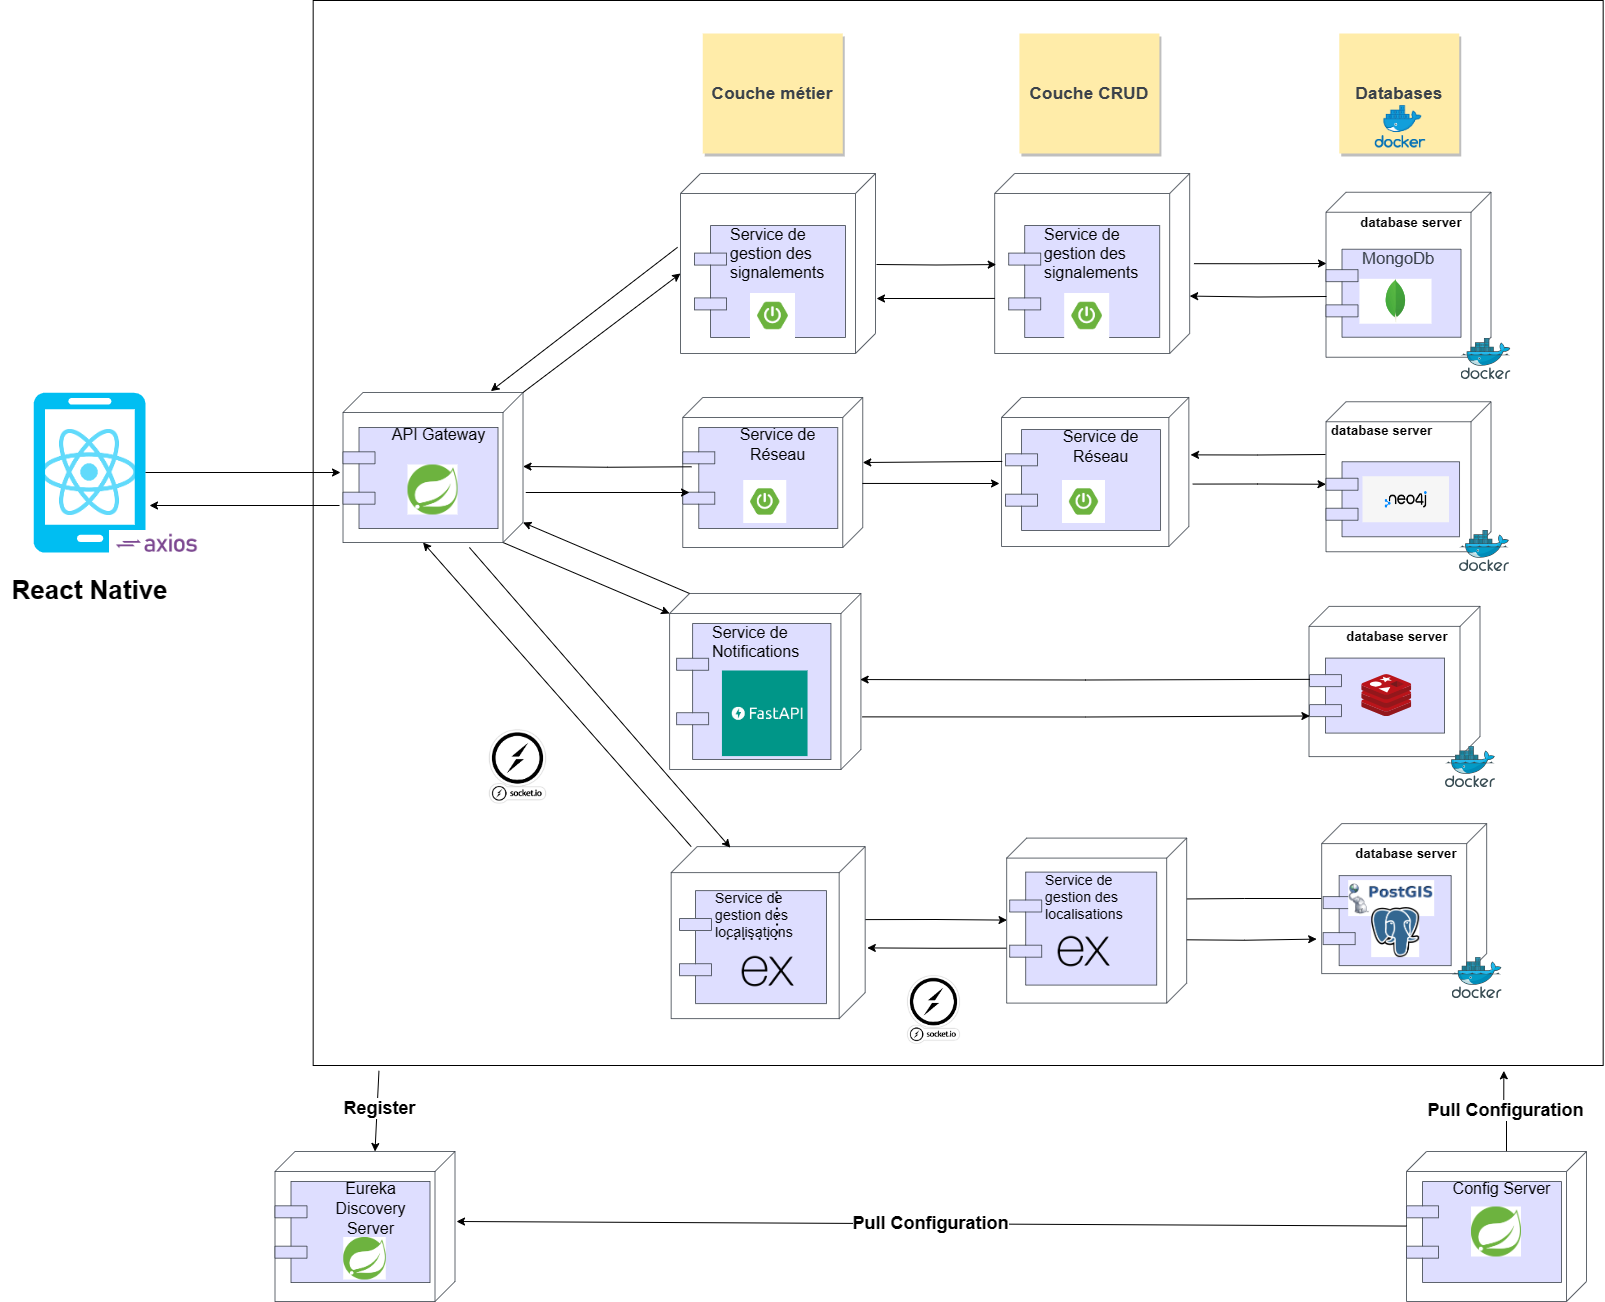 Couche métier
Couche CRUD
Databases
docker
Service de
gestion des
signalements
Service de
gestion des
signalements
database server
MongoDb
docker
API Gateway
Service de
Réseau
Service de
Réseau
database server
neo4j
docker
axios
React Native
Service de
Notifications
FastAPI
database server
docker
socket.io
Service de
gestion des
localisations
ex
Service de
gestion des
localisations
ex
database server
PostGIS
docker
socket.io
Register
Pull Configuration
Eureka
Discovery
Server
Pull Configuration
Config Server